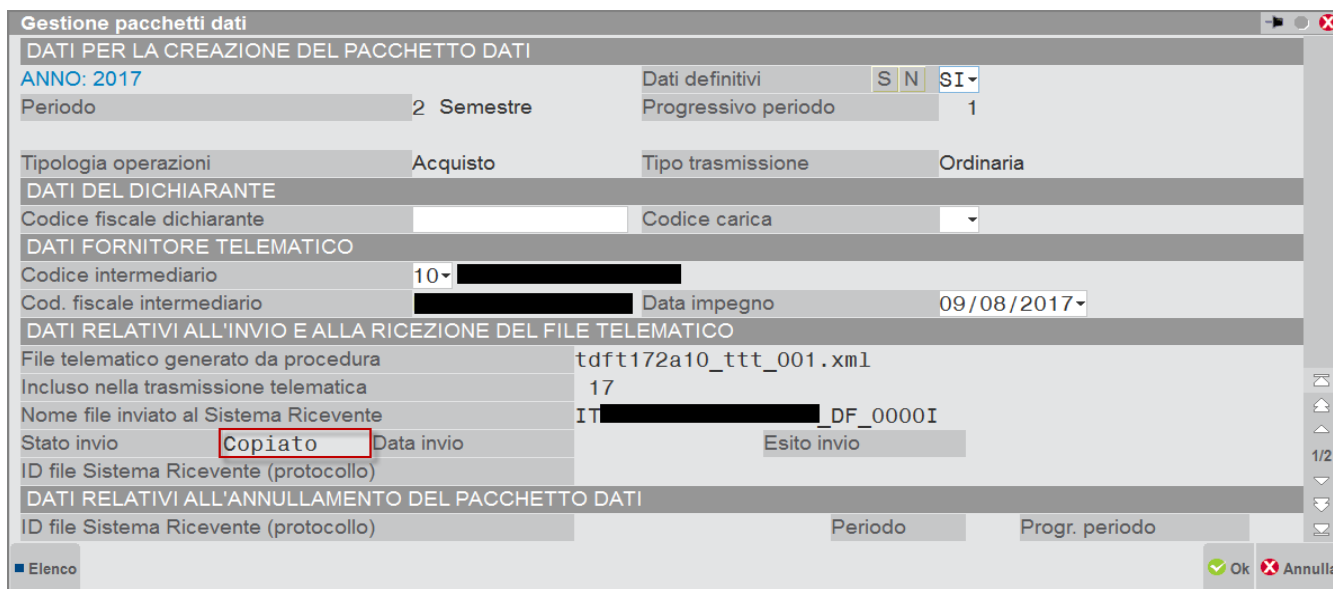 Gestione pacchetti dati
DATI PER LA CREAZIONE DEL PACCHETTO DATI
ANNO: 2017 Dati definitivi S N SI
Periodo 2 Semestre Progressivo periodo 1
Tipologia operazioni Acquisto Tipo trasmissione Ordinaria
DATI DEL DICHIARANTE
Codice fiscale dichiarante Codice carica
DATI FORNITORE TELEMATICO
Codice intermediario 10
Cod. fiscale intermediario Data impegno 09/08/2017
DATI RELATIVI ALL'INVIO E ALLA RICEZIONE DEL FILE TELEMATICO
File telematico generato da procedura tdft172a10_ttt_001.xml
Incluso nella trasmissione telematica 17
Nome file inviato al Sistema Ricevente IT _DF_0000I
Stato invio Copiato Data invio Esito invio
1/2
ID file Sistema Ricevente (protocollo)
DATI RELATIVI ALL'ANNULLAMENTO DEL PACCHETTO DATI
ID file Sistema Ricevente (protocollo) Periodo Progr. periodo
Elenco Ok Annulla